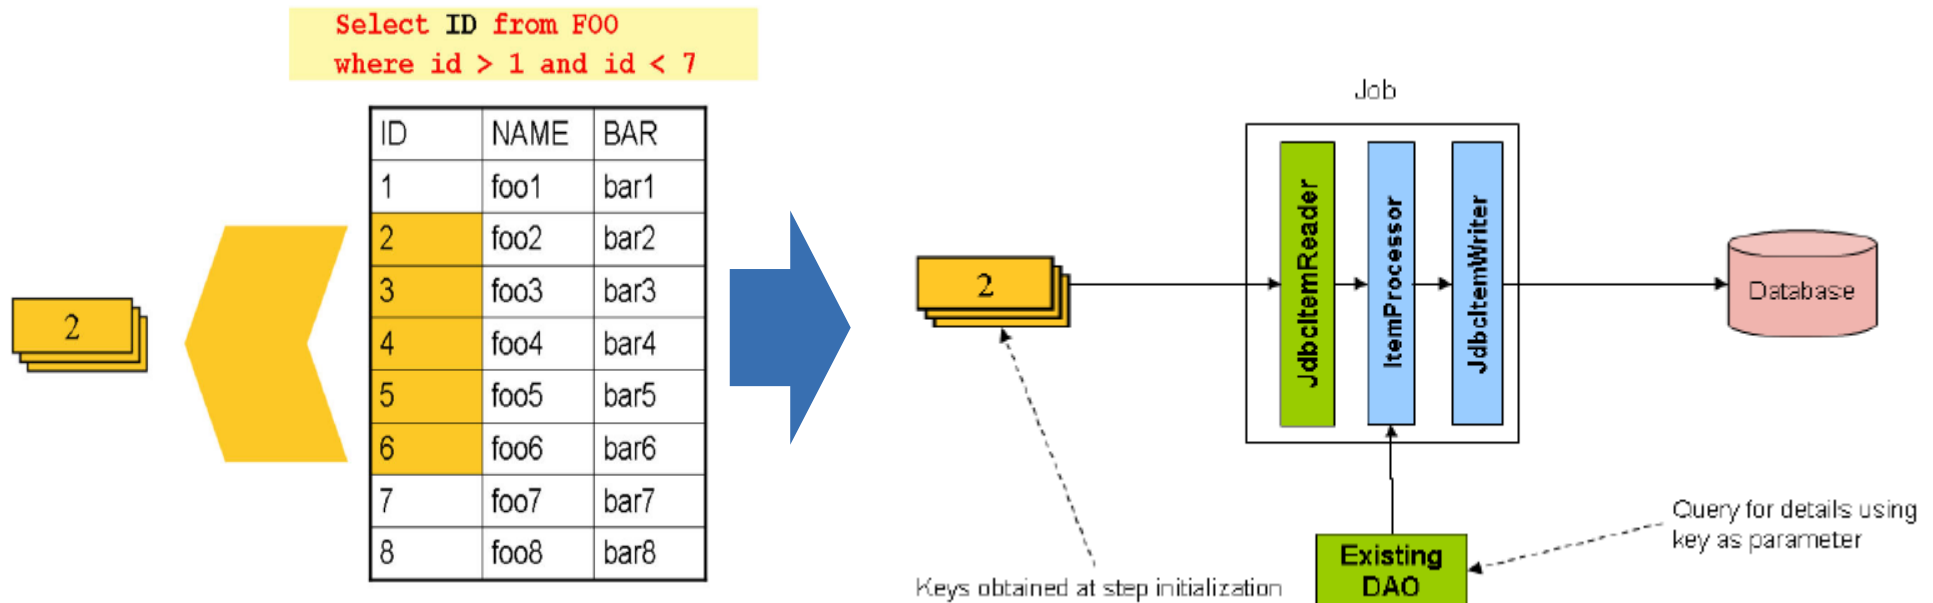 Select ID from FOO
where id > 1 and id < 7
ID NAME BAR
1 foo1 bar1
2 foo2 bar2
3 foo3 bar3
4 foo4 bar4
5 foo5 bar5
6 foo6 bar6
7 foo7 bar7
8 foo8 bar8
2
Job
2
JdbcItemReader
ItemProcessor
JdbcItemWriter
Database
Query for details using
key as parameter
Existing
DAO
Keys obtained at step initialization